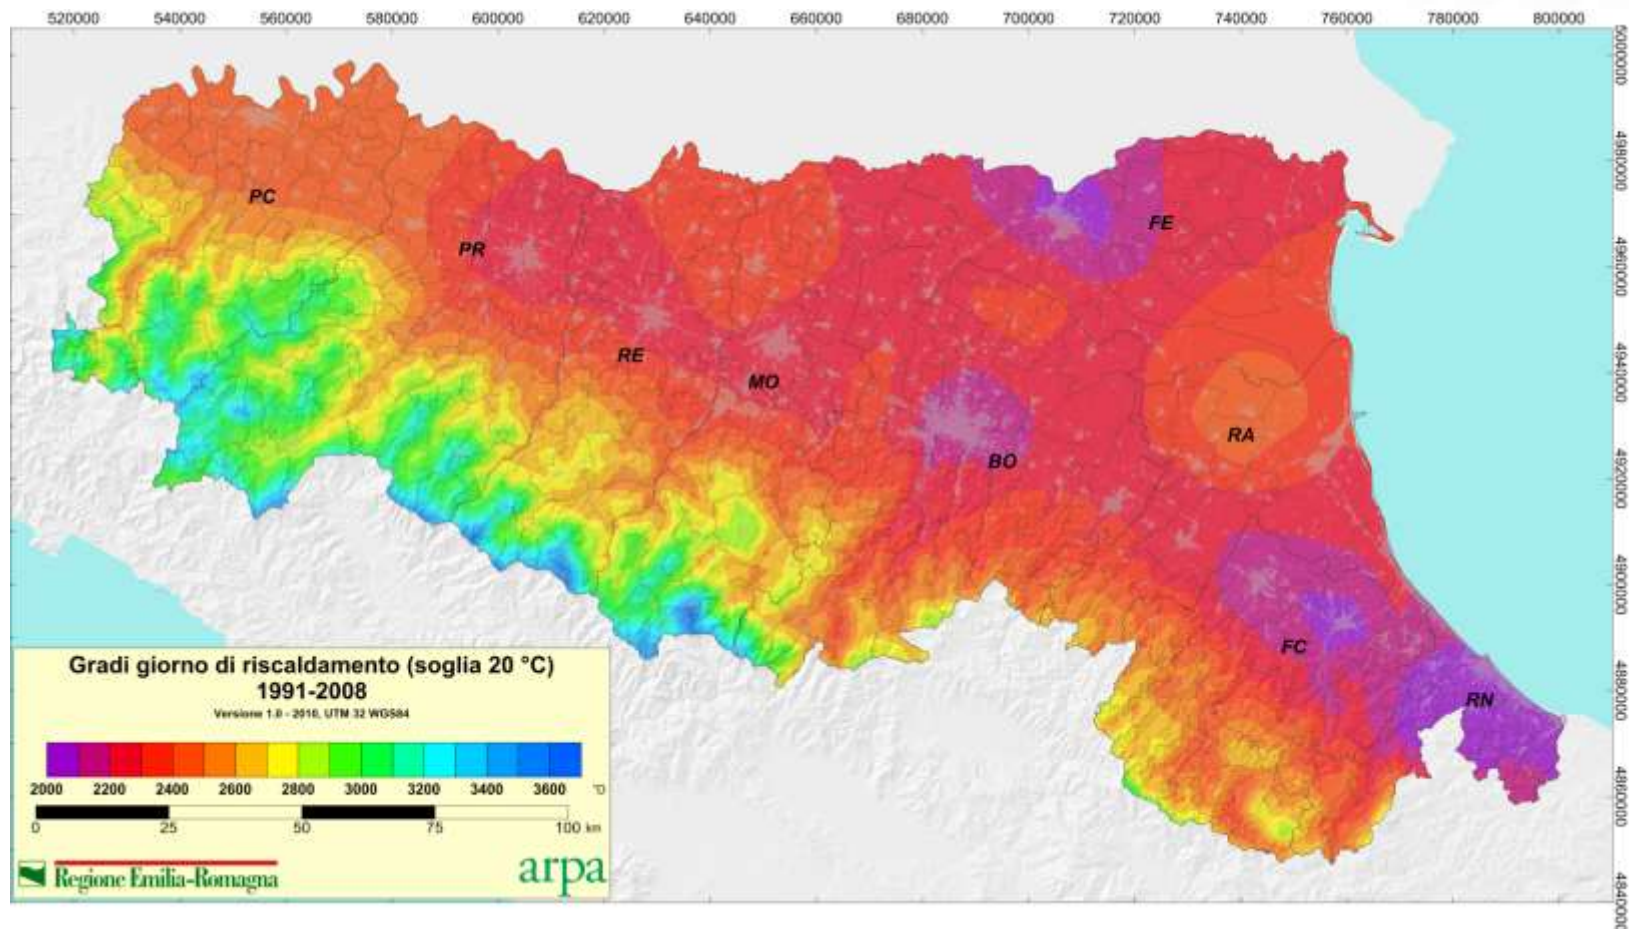 520000 540000 560000 580000 600000 620000 640000 660000 680000 700000 720000 740000 760000 780000 800000
5000000
4980000
4960000
4940000
4920000
4900000
4880000
4860000
4840000
PC
PR
FE
RE
MO
RA
BO
FC
RN
Gradi giorno di riscaldamento (soglia 20 °C)
1991-2008
Versione 1.0 - 2010, UTM 32 WGS84
2000 2200 2400 2600 2800 3000 3200 3400 3600 °D
0 25 50 75 100 km
Regione Emilia-Romagna
arpa